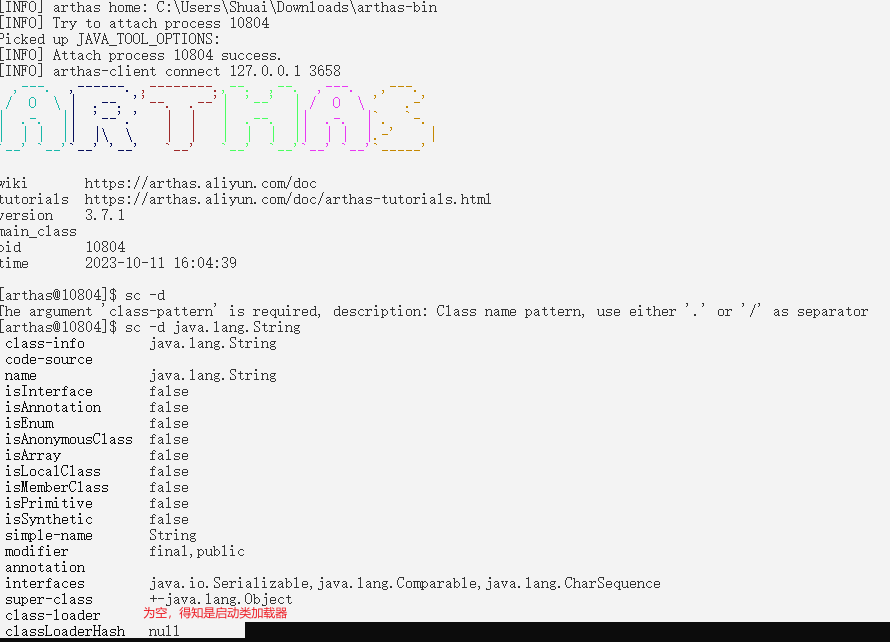 [INFO] arthas home: C:\Users\Shuai\Downloads\arthas-bin
[INFO] Try to attach process 10804
Picked up JAVA_TOOL_OPTIONS:
[INFO] Attach process 10804 success.
[INFO] arthas-client connect 127.0.0.1 3658
ARTHAS
wiki https://arthas.aliyun.com/doc
tutorials https://arthas.aliyun.com/doc/arthas-tutorials.html
version 3.7.1
main_class
pid 10804
time 2023-10-11 16:04:39
[arthas@10804]$ sc -d
The argument 'class-pattern' is required, description: Class name pattern, use either '.' or '/' as separator
[arthas@10804]$ sc -d java.lang.String
class-info java.lang.String
code-source
name java.lang.String
isInterface false
isAnnotation false
isEnum false
isAnonymousClass false
isArray false
isLocalClass false
isMemberClass false
isPrimitive false
isSynthetic false
simple-name String
modifier final,public
annotation
interfaces java.io.Serializable,java.lang.Comparable,java.lang.CharSequence
super-class +-java.lang.Object
class-loader 为空，得知是启动类加载器
classLoaderHash null